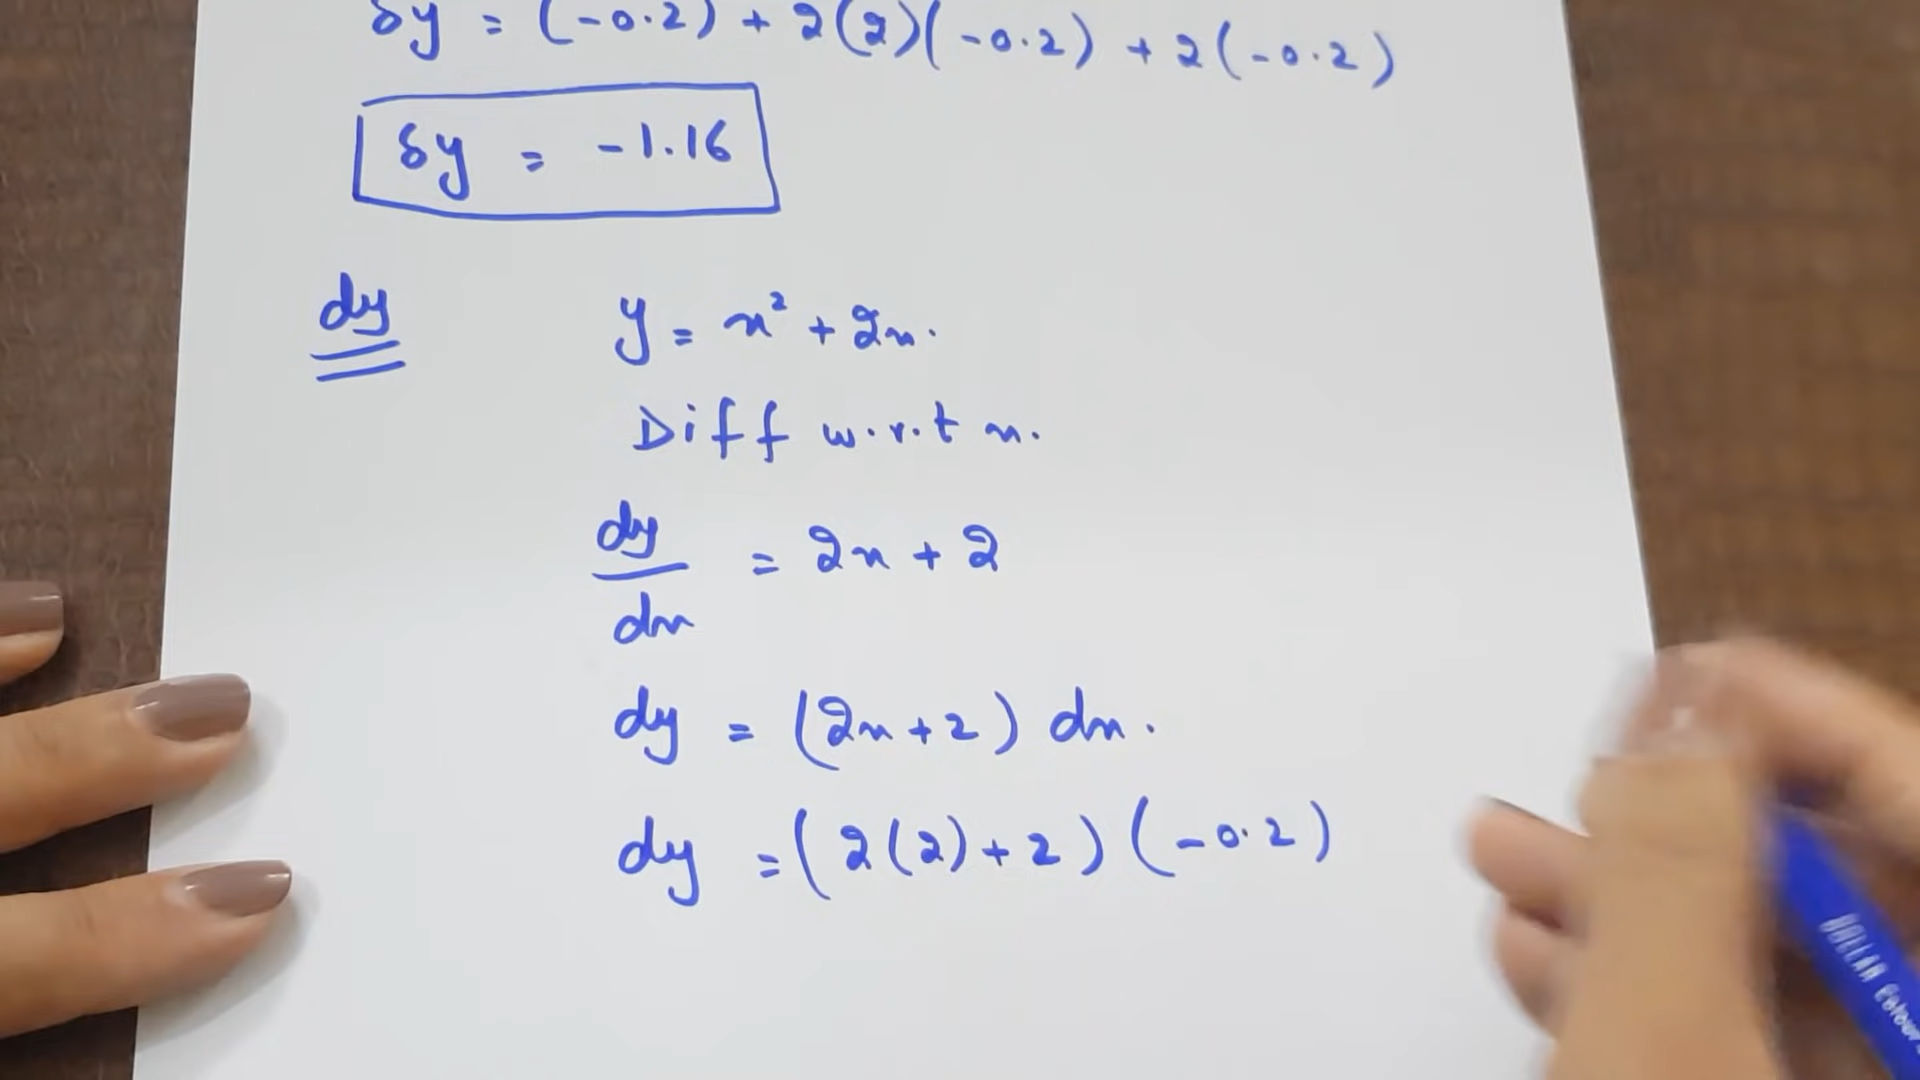 δy = (-0.2) + 2(2)(-0.2) + 2(-0.2)
δy = -1.16
dy
y = x² + 2x.
Diff w.r.t x.
dy/dx = 2x + 2
dy = (2x+2) dx.
dy = (2(2)+2)(-0.2)
DOLLAR